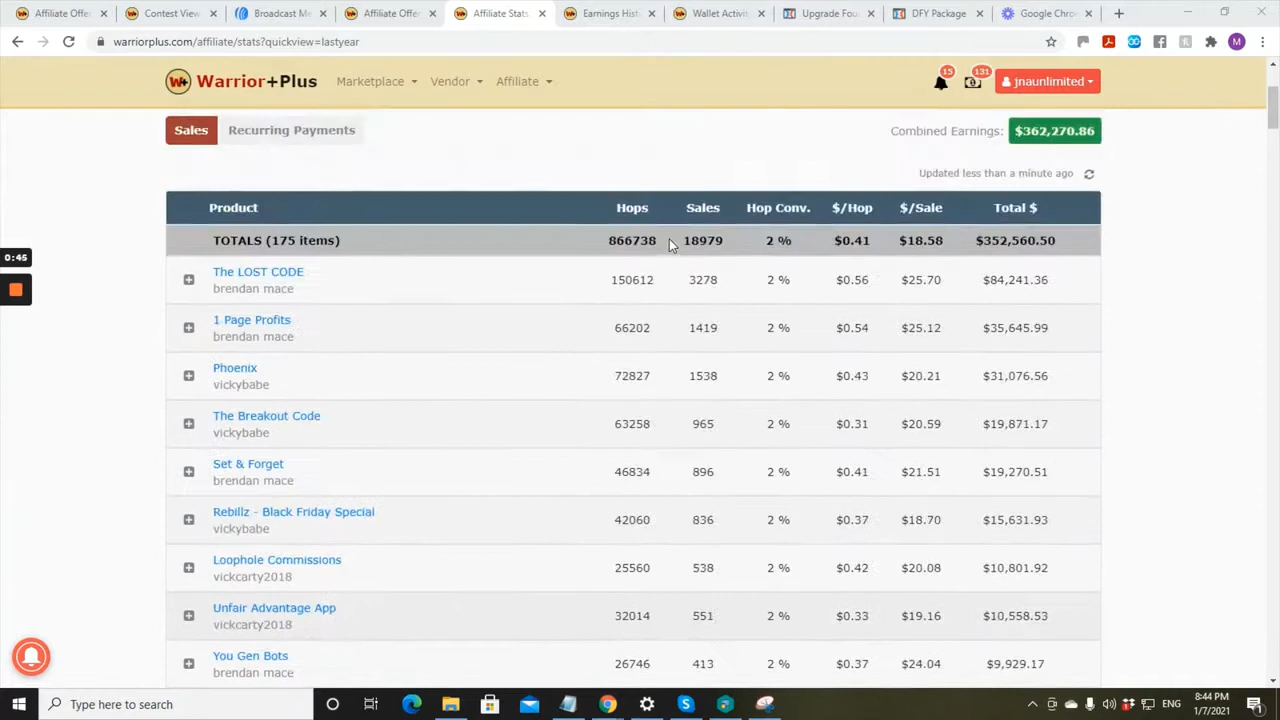 Affiliate Offer
Contest View
Broadcast Me
Affiliate Offer
Affiliate Stats
Earnings Hist
Wallet Activit
Upgrade Fou
DFY Package
Google Chro
warriorplus.com/affiliate/stats?quickview=lastyear
M
W+ Warrior+Plus
Marketplace
Vendor
Affiliate
15
131
jnaunlimited
Sales
Recurring Payments
Combined Earnings: $362,270.86
Updated less than a minute ago
Product Hops Sales Hop Conv. $/Hop $/Sale Total $
TOTALS (175 items) 866738 18979 2 % $0.41 $18.58 $352,560.50
0:45
The LOST CODE
brendan mace
150612 3278 2 % $0.56 $25.70 $84,241.36
1 Page Profits
brendan mace
66202 1419 2 % $0.54 $25.12 $35,645.99
Phoenix
vickybabe
72827 1538 2 % $0.43 $20.21 $31,076.56
The Breakout Code
vickybabe
63258 965 2 % $0.31 $20.59 $19,871.17
Set & Forget
brendan mace
46834 896 2 % $0.41 $21.51 $19,270.51
Rebillz - Black Friday Special
vickybabe
42060 836 2 % $0.37 $18.70 $15,631.93
Loophole Commissions
vickcarty2018
25560 538 2 % $0.42 $20.08 $10,801.92
Unfair Advantage App
vickcarty2018
32014 551 2 % $0.33 $19.16 $10,558.53
You Gen Bots
brendan mace
26746 413 2 % $0.37 $24.04 $9,929.17
Type here to search
ENG
8:44 PM
1/7/2021